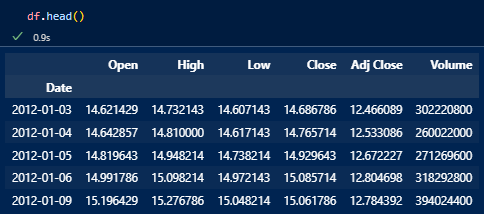 df.head()
0.9s
Open High Low Close Adj Close Volume
Date
2012-01-03 14.621429 14.732143 14.607143 14.686786 12.466089 302220800
2012-01-04 14.642857 14.810000 14.617143 14.765714 12.533086 260022000
2012-01-05 14.819643 14.948214 14.738214 14.929643 12.672227 271269600
2012-01-06 14.991786 15.098214 14.972143 15.085714 12.804698 318292800
2012-01-09 15.196429 15.276786 15.048214 15.061786 12.784392 394024400